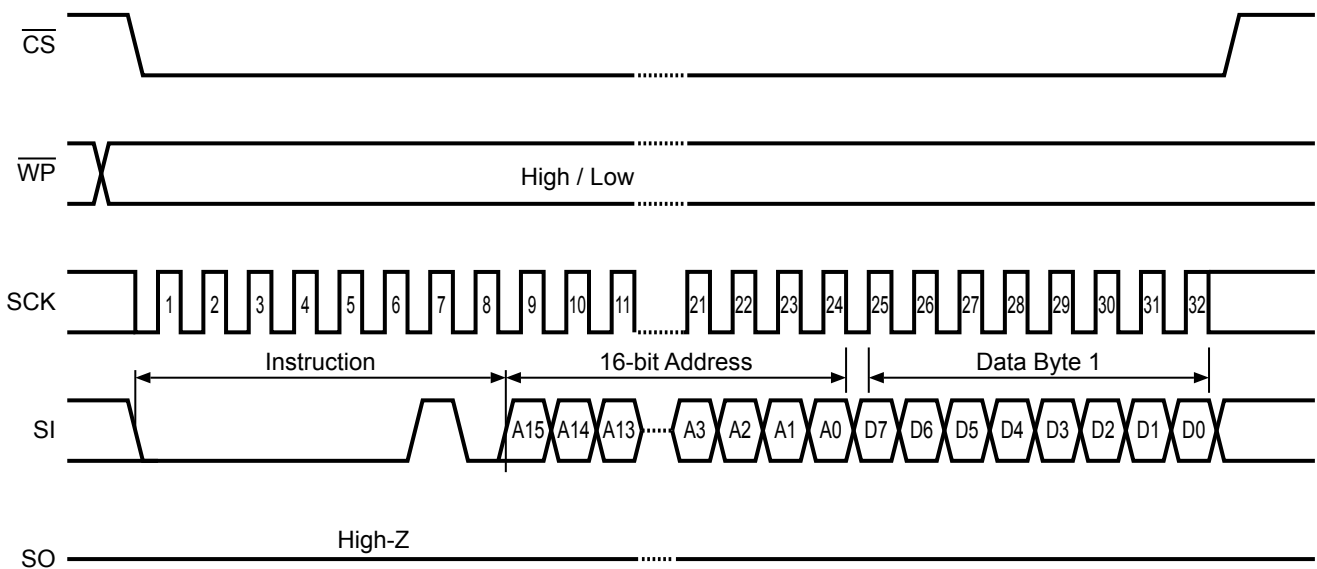 CS
WP
High / Low
SCK
1 2 3 4 5 6 7 8 9 10 11 21 22 23 24 25 26 27 28 29 30 31 32
Instruction 16-bit Address Data Byte 1
SI
A15 A14 A13 A3 A2 A1 A0 D7 D6 D5 D4 D3 D2 D1 D0
High-Z
SO